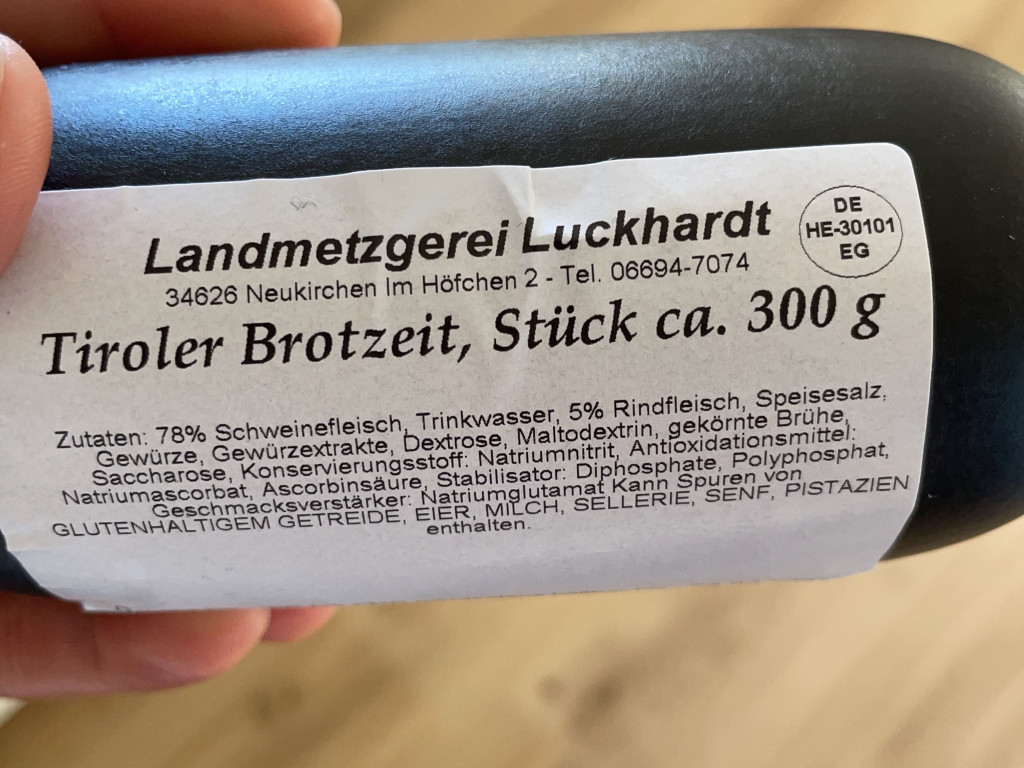 Landmetzgerei Luckhardt
DE
HE-30101
EG
34626 Neukirchen Im Höfchen 2 - Tel. 06694-7074
Tiroler Brotzeit, Stück ca. 300 g
Zutaten: 78% Schweinefleisch, Trinkwasser, 5% Rindfleisch, Speisesalz,
Gewürze, Gewürzextrakte, Dextrose, Maltodextrin, gekörnte Brühe,
Saccharose, Konservierungsstoff: Natriumnitrit, Antioxidationsmittel:
Natriumascorbat, Ascorbinsäure, Stabilisator: Diphosphate, Polyphosphat,
Geschmacksverstärker: Natriumglutamat Kann Spuren von
GLUTENHALTIGEM GETREIDE, EIER, MILCH, SELLERIE, SENF, PISTAZIEN
enthalten.